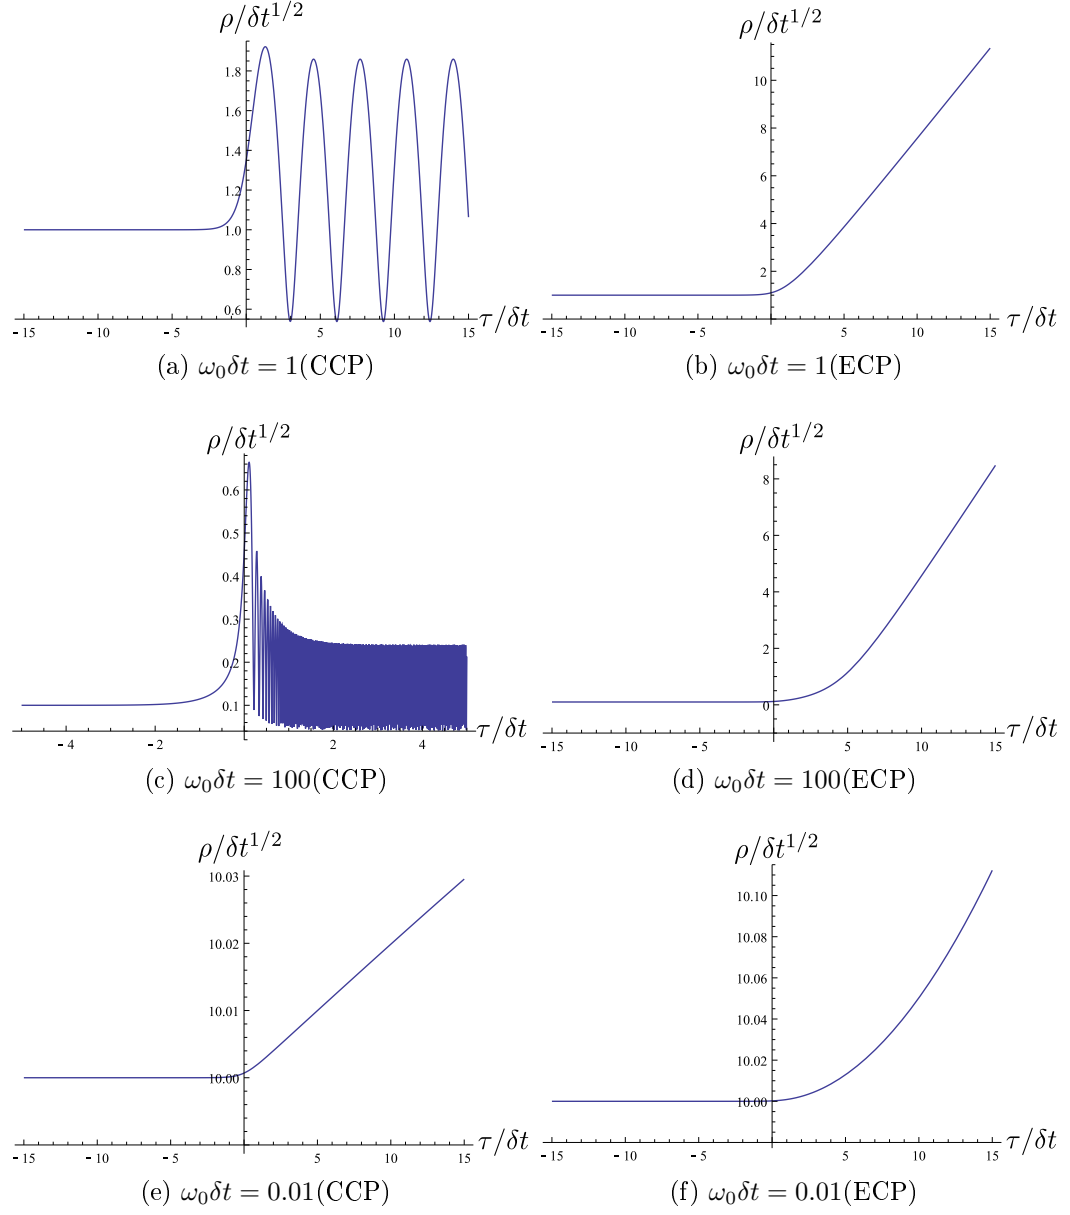 ρ/δt^{1/2}
1.8
1.6
1.4
1.2
1.0
0.8
0.6
-15 -10 -5 5 10 15 τ/δt
(a) ω₀δt = 1(CCP)
ρ/δt^{1/2}
10
8
6
4
2
-15 -10 -5 5 10 15 τ/δt
(b) ω₀δt = 1(ECP)
ρ/δt^{1/2}
0.6
0.5
0.4
0.3
0.2
0.1
-4 -2 2 4 τ/δt
(c) ω₀δt = 100(CCP)
ρ/δt^{1/2}
8
6
4
2
0
-15 -10 -5 5 10 15 τ/δt
(d) ω₀δt = 100(ECP)
ρ/δt^{1/2}
10.03
10.02
10.01
10.00
-15 -10 -5 5 10 15 τ/δt
(e) ω₀δt = 0.01(CCP)
ρ/δt^{1/2}
10.10
10.08
10.06
10.04
10.02
10.00
-15 -10 -5 5 10 15 τ/δt
(f) ω₀δt = 0.01(ECP)